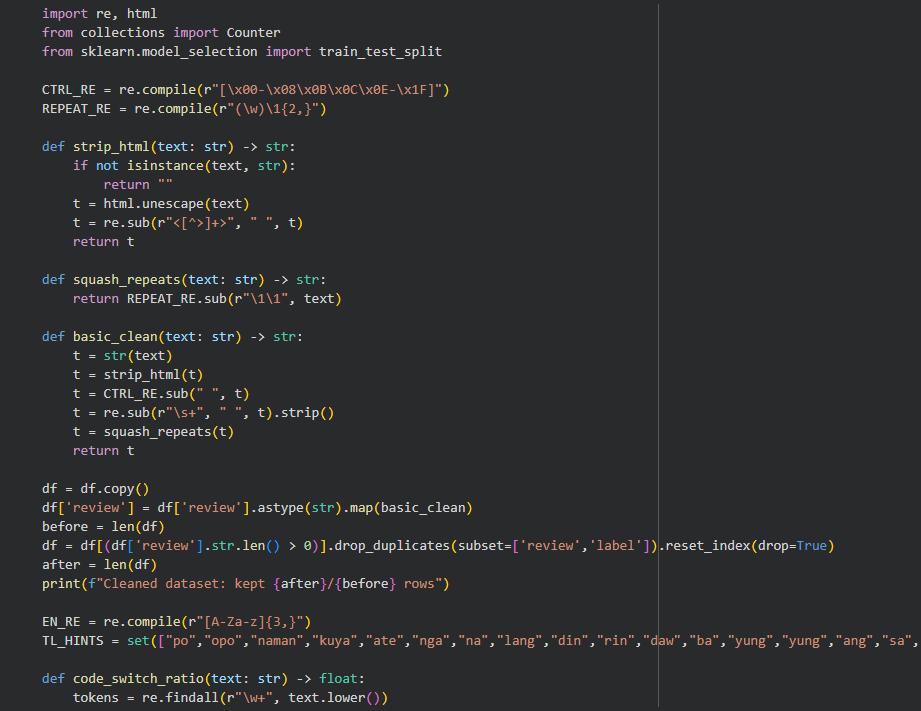 import re, html
from collections import Counter
from sklearn.model_selection import train_test_split
CTRL_RE = re.compile(r"[\x00-\x08\x0B\x0C\x0E-\x1F]")
REPEAT_RE = re.compile(r"(\w)\1{2,}")
def strip_html(text: str) -> str:
    if not isinstance(text, str):
        return ""
    t = html.unescape(text)
    t = re.sub(r"<[^>]+>", " ", t)
    return t
def squash_repeats(text: str) -> str:
    return REPEAT_RE.sub(r"\1\1", text)
def basic_clean(text: str) -> str:
    t = str(text)
    t = strip_html(t)
    t = CTRL_RE.sub(" ", t)
    t = re.sub(r"\s+", " ", t).strip()
    t = squash_repeats(t)
    return t
df = df.copy()
df['review'] = df['review'].astype(str).map(basic_clean)
before = len(df)
df = df[(df['review'].str.len() > 0)].drop_duplicates(subset=['review','label']).reset_index(drop=True)
after = len(df)
print(f"Cleaned dataset: kept {after}/{before} rows")
EN_RE = re.compile(r"[A-Za-z]{3,}")
TL_HINTS = set(["po","opo","naman","kuya","ate","nga","na","lang","din","rin","daw","ba","yung","yung","ang","sa",
def code_switch_ratio(text: str) -> float:
    tokens = re.findall(r"\w+", text.lower())